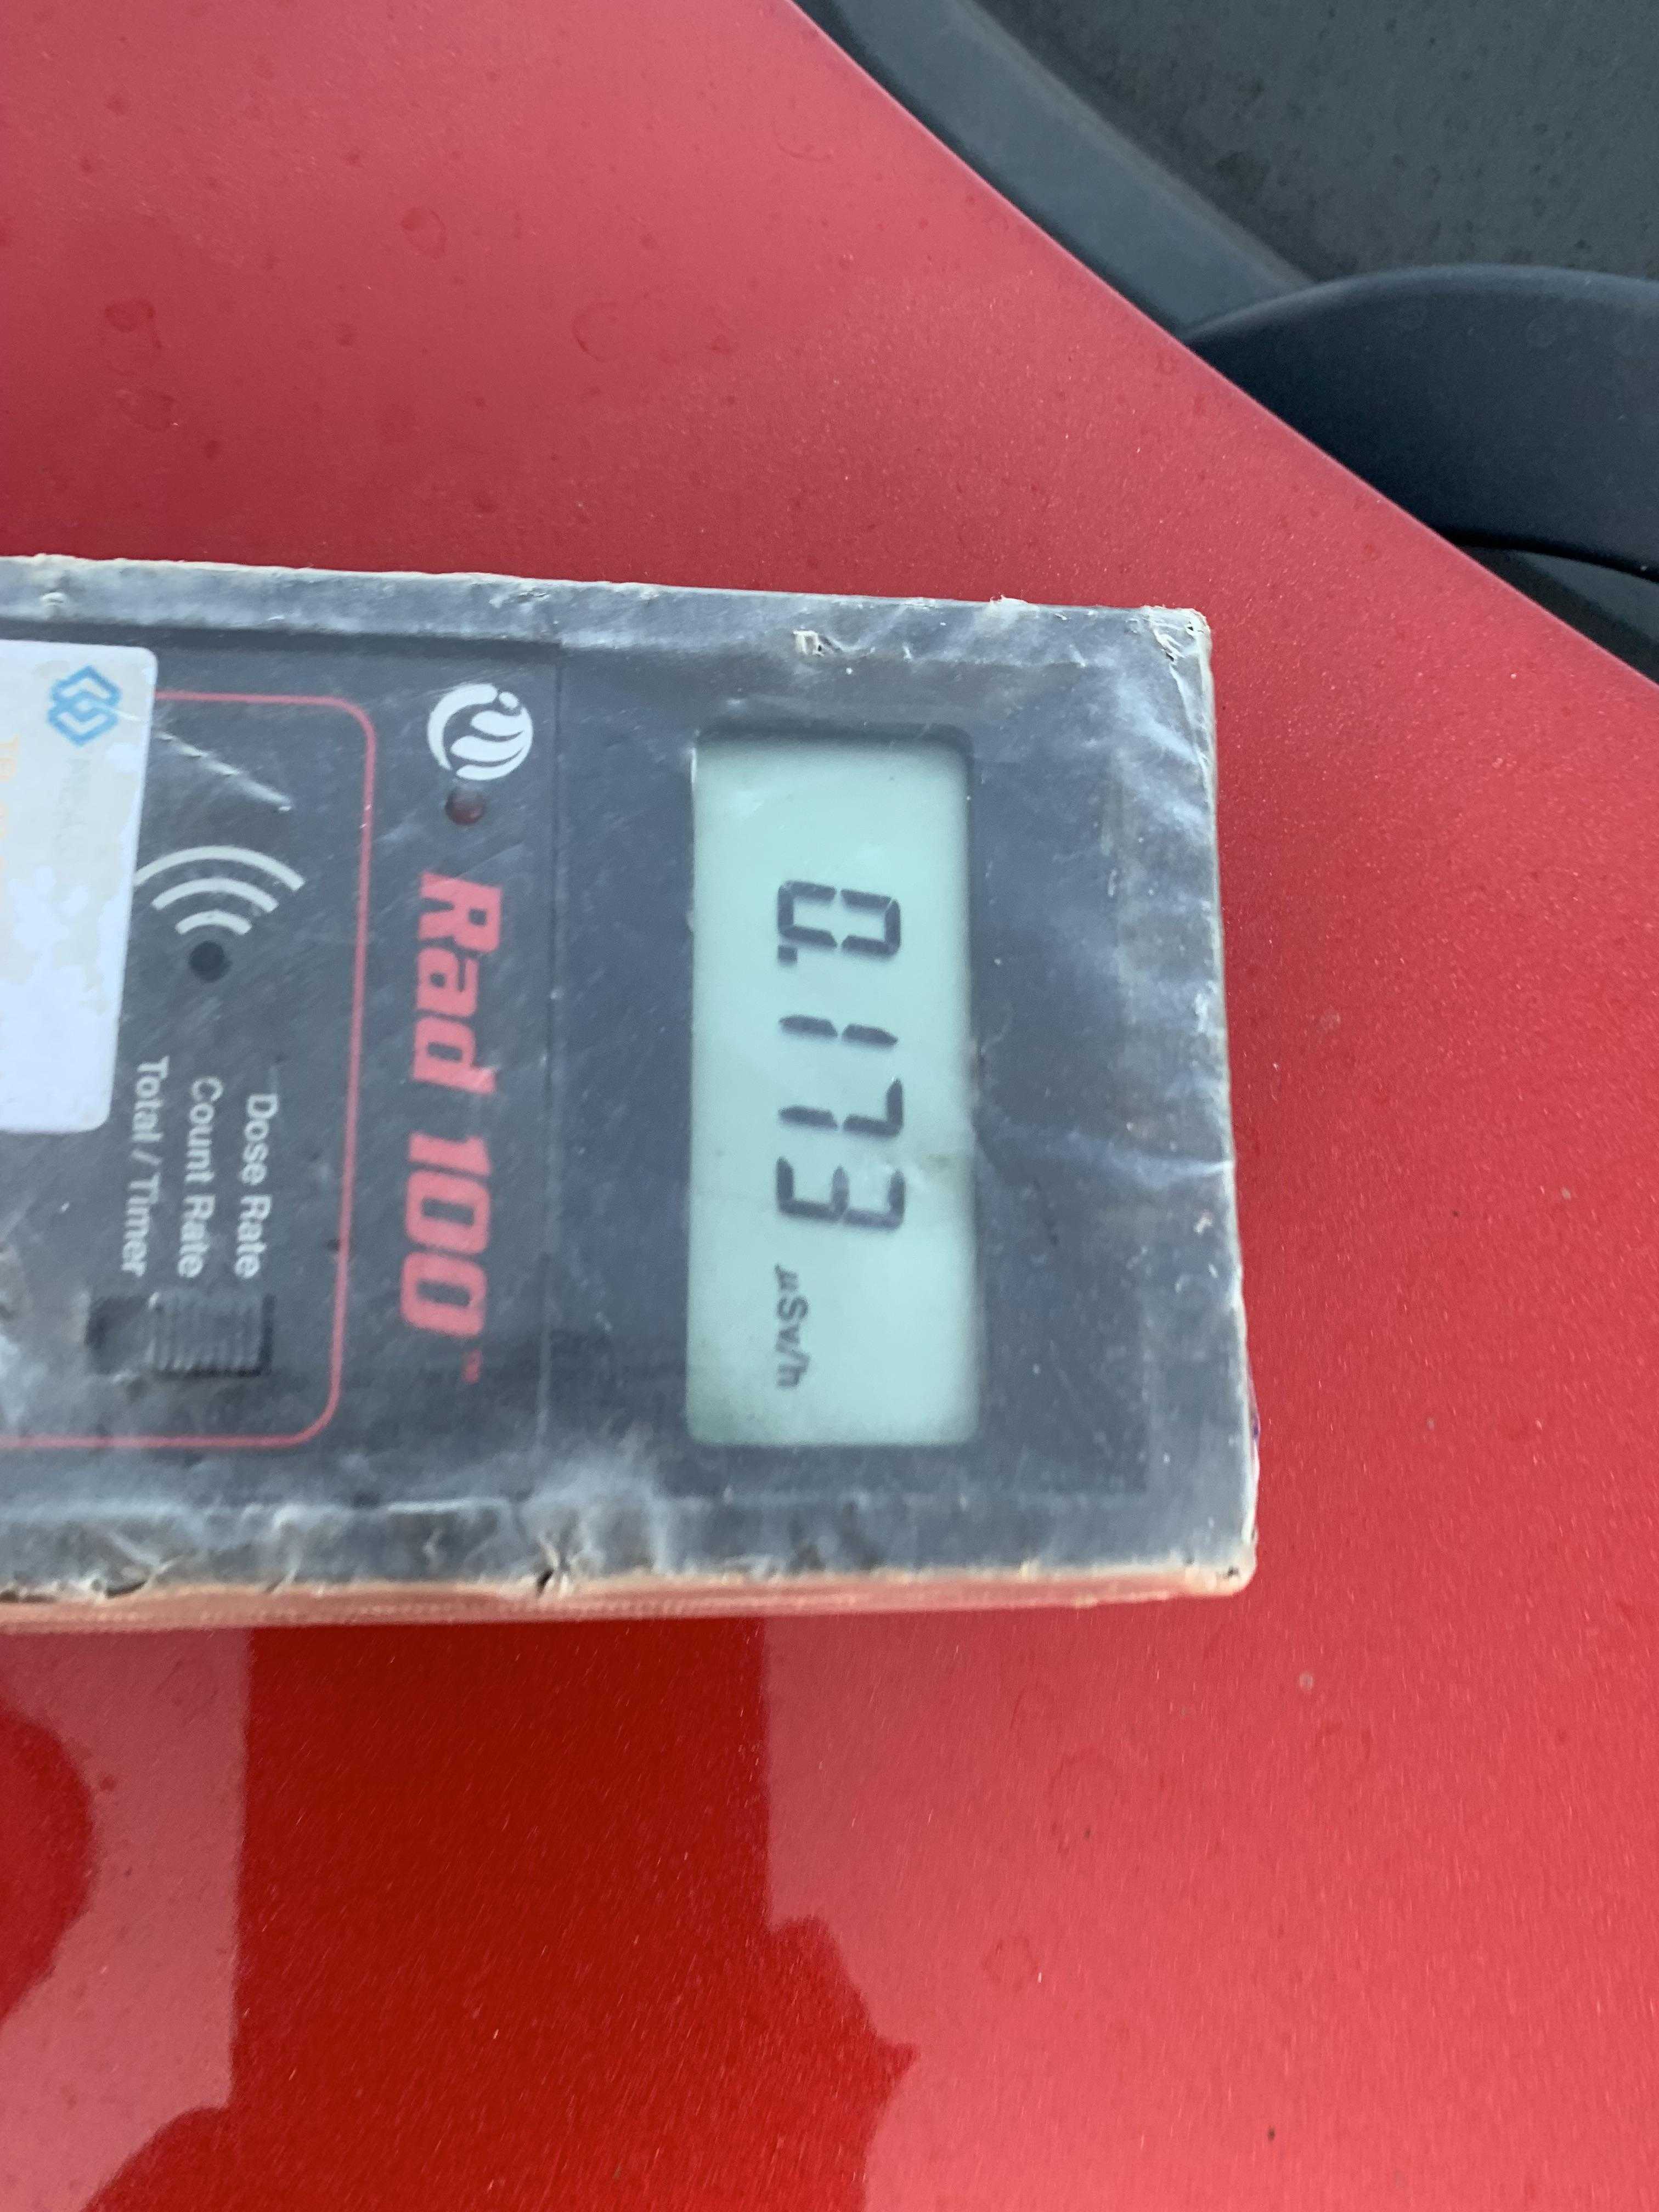 0.173 µSv/h
Rad 100™
Dose Rate
Count Rate
Total / Timer